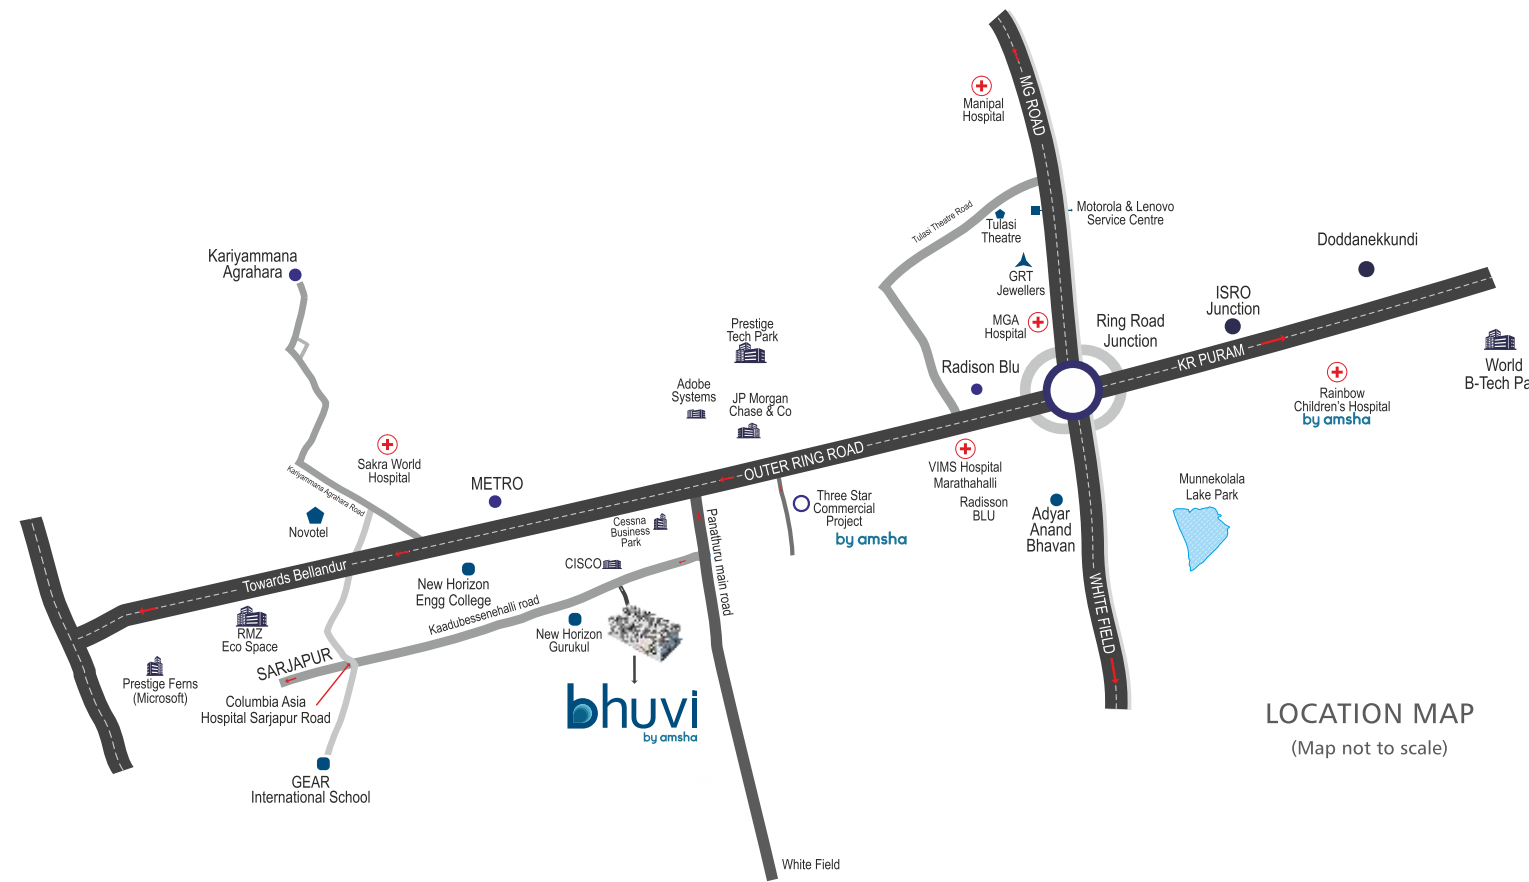 MG ROAD
Manipal
Hospital
Tulasi Theatre Road
Tulasi
Theatre
Motorola & Lenovo
Service Centre
GRT
Jewellers
MGA
Hospital
Ring Road
Junction
ISRO
Junction
Doddanekkundi
KR PURAM
World
B-Tech Pa
Rainbow
Children's Hospital
by amsha
Kariyammana
Agrahara
Prestige
Tech Park
Adobe
Systems
JP Morgan
Chase & Co
Radison Blu
OUTER RING ROAD
VIMS Hospital
Marathahalli
Radisson
BLU
Adyar
Anand
Bhavan
Munnekolala
Lake Park
Sakra World
Hospital
Kariyammana Agrahara Road
METRO
Novotel
Three Star
Commercial
Project
by amsha
Cessna
Business
Park
CISCO
Panathuru main road
Towards Bellandur
New Horizon
Engg College
Kaadubessenehalli road
New Horizon
Gurukul
WHITE FIELD
RMZ
Eco Space
SARJAPUR
Prestige Ferns
(Microsoft)
Columbia Asia
Hospital Sarjapur Road
bhuvi
by amsha
GEAR
International School
LOCATION MAP
(Map not to scale)
White Field